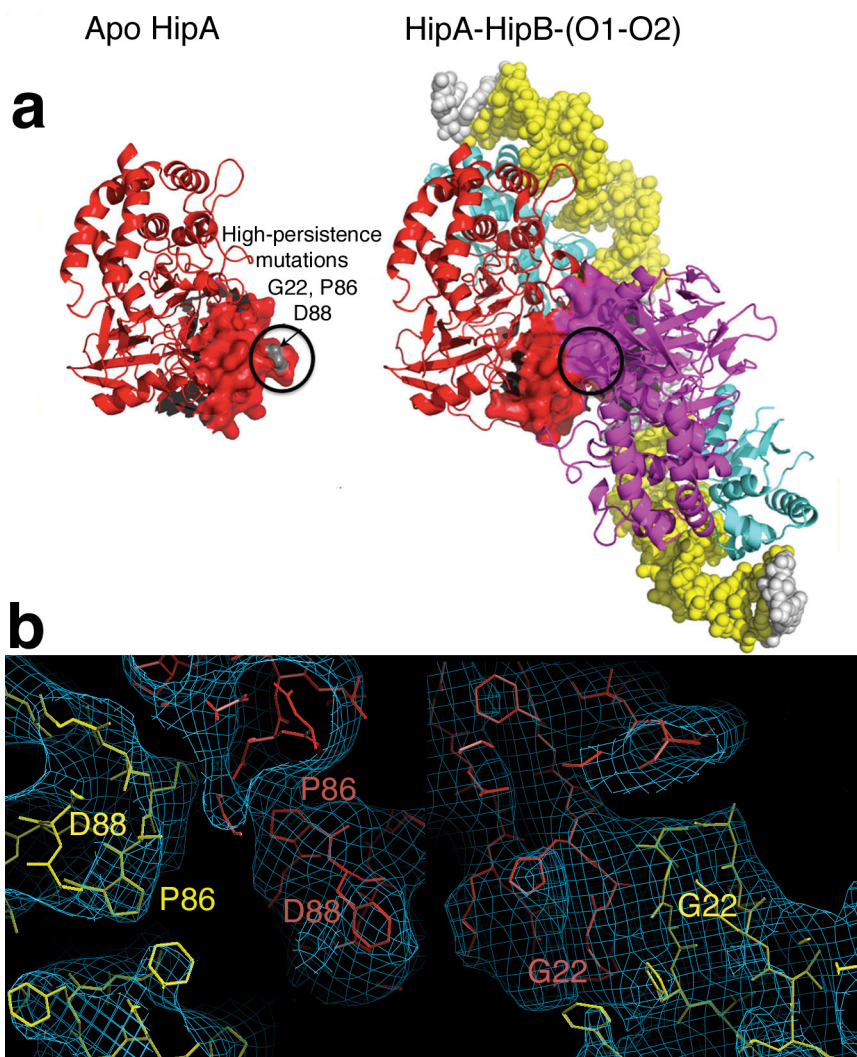 Apo HipA
HipA-HipB-(O1-O2)
a
High-persistence
mutations
G22, P86
D88
b
P86
D88
D88
G22
P86
G22